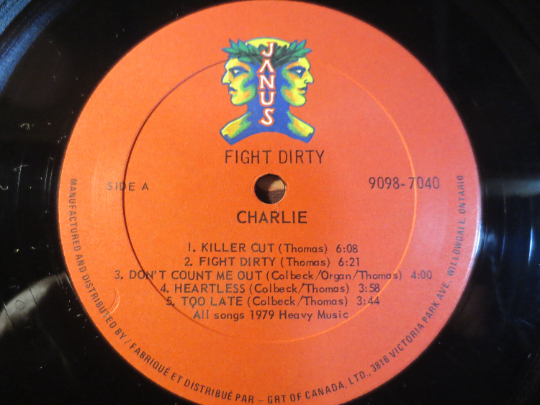 JANUS
FIGHT DIRTY
SIDE A
9098-7040
CHARLIE
1. KILLER CUT (Thomas) 6:08
2. FIGHT DIRTY (Thomas) 6:21
3. DON'T COUNT ME OUT (Colbeck/Organ/Thomas) 4:00
4. HEARTLESS (Colbeck/Thomas) 3:58
5. TOO LATE (Colbeck/Thomas) 3:44
All songs 1979 Heavy Music
MANUFACTURED AND DISTRIBUTED BY / FABRIQUÉ ET DISTRIBUÉ PAR - GRT OF CANADA, LTD., 3816 VICTORIA PARK AVE. WILLOWDALE, ONTARIO